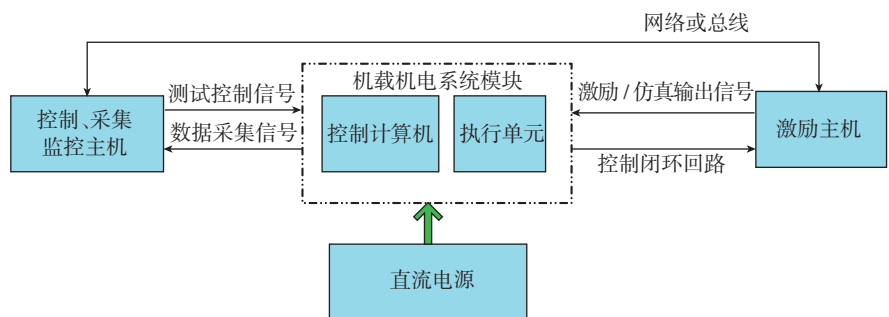 网络或总线
机载机电系统模块
测试控制信号
激励/仿真输出信号
控制、采集
监控主机
数据采集信号
控制计算机
执行单元
激励主机
控制闭环回路
直流电源